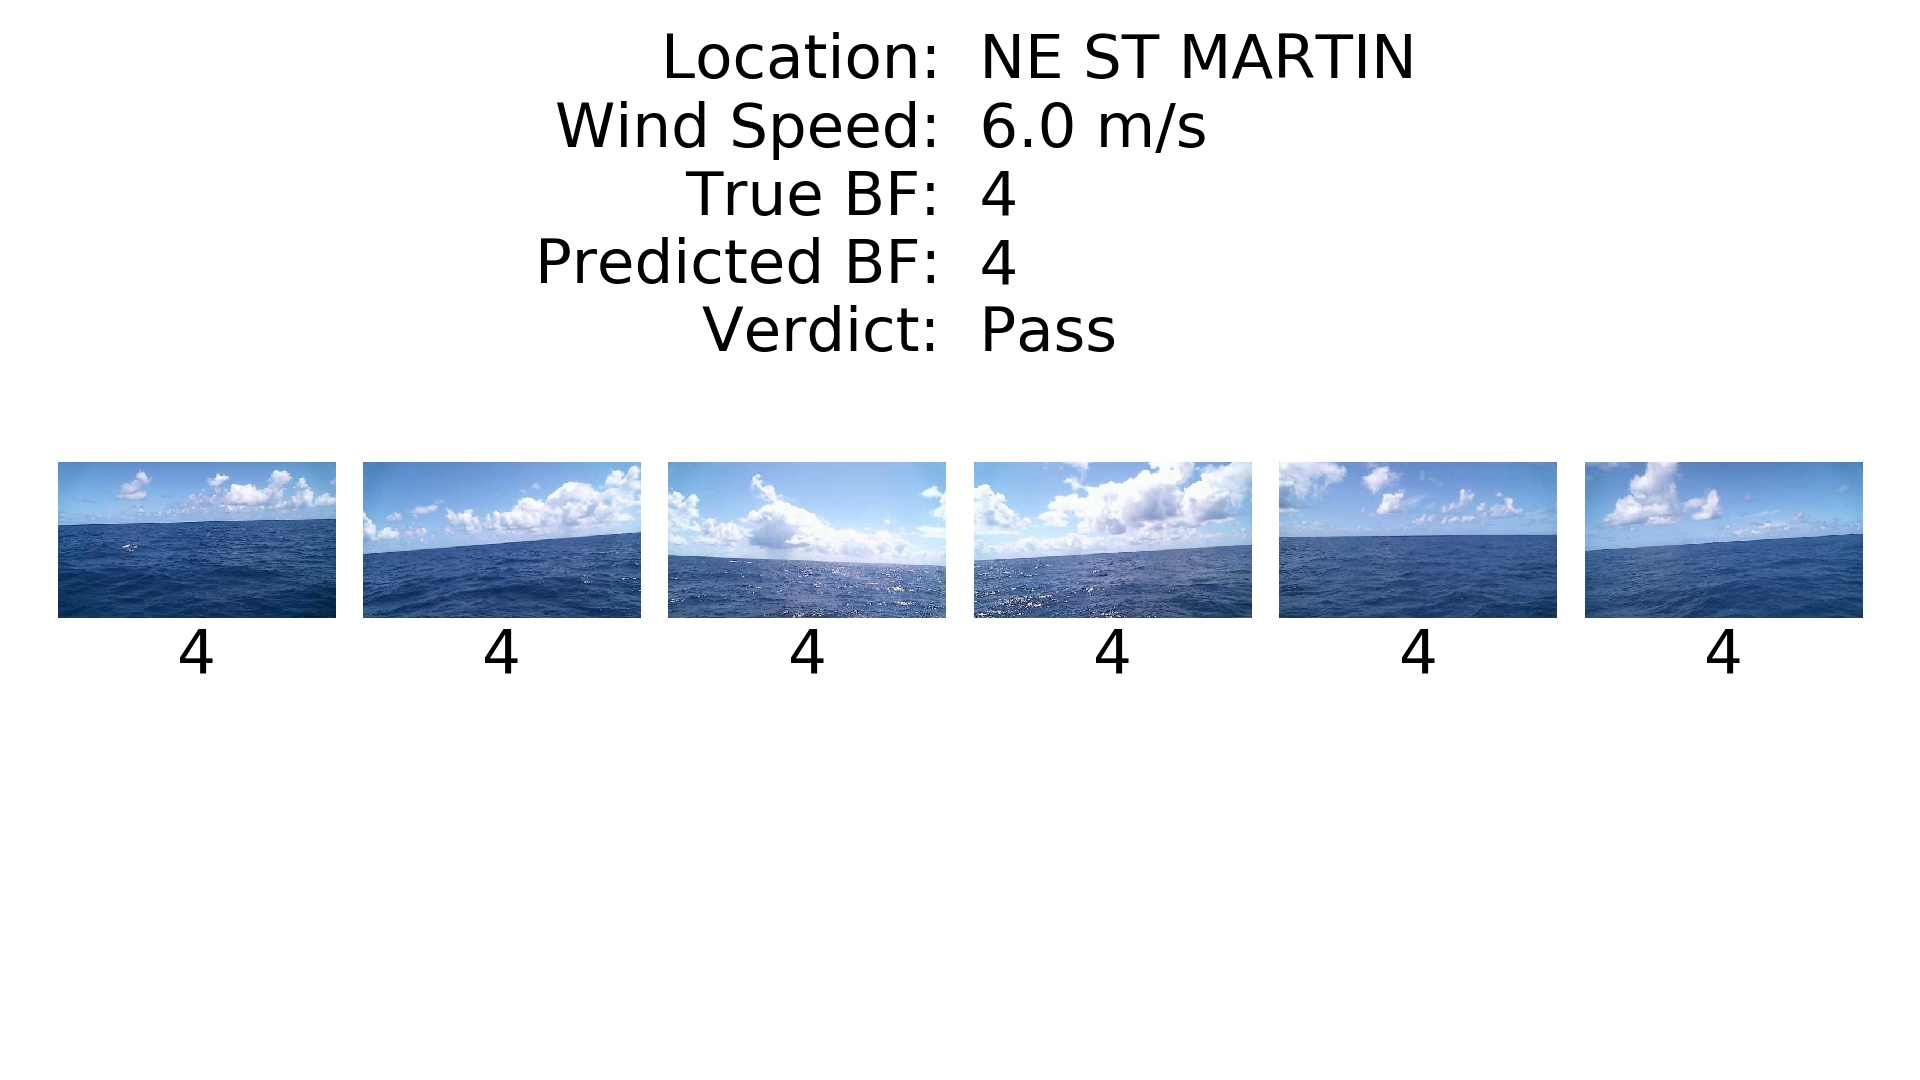 Location: NE ST MARTIN
Wind Speed: 6.0 m/s
True BF: 4
Predicted BF: 4
Verdict: Pass
4 4 4 4 4 4